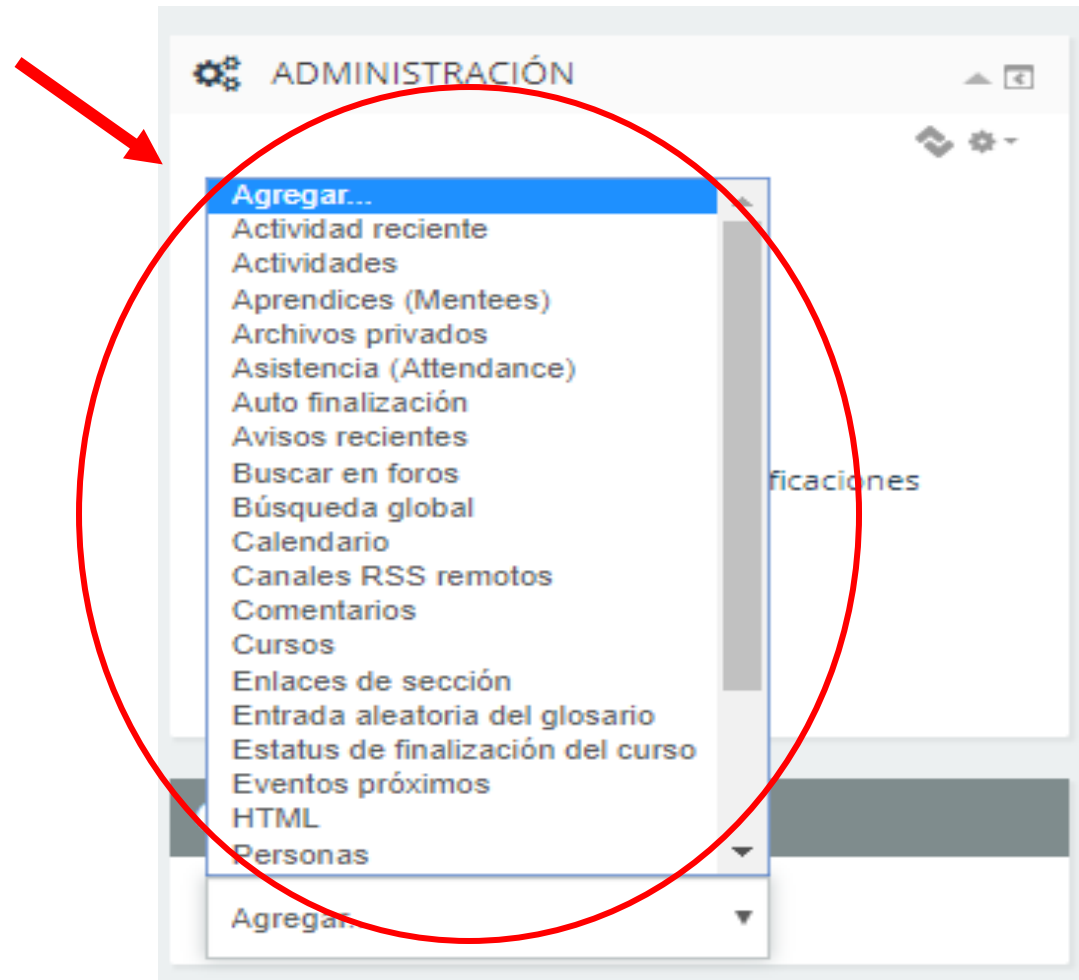 ADMINISTRACIÓN
Agregar...
Actividad reciente
Actividades
Aprendices (Mentees)
Archivos privados
Asistencia (Attendance)
Auto finalización
Avisos recientes
Buscar en foros
ficaciones
Búsqueda global
Calendario
Canales RSS remotos
Comentarios
Cursos
Enlaces de sección
Entrada aleatoria del glosario
Estatus de finalización del curso
Eventos próximos
HTML
Personas
Agregar...